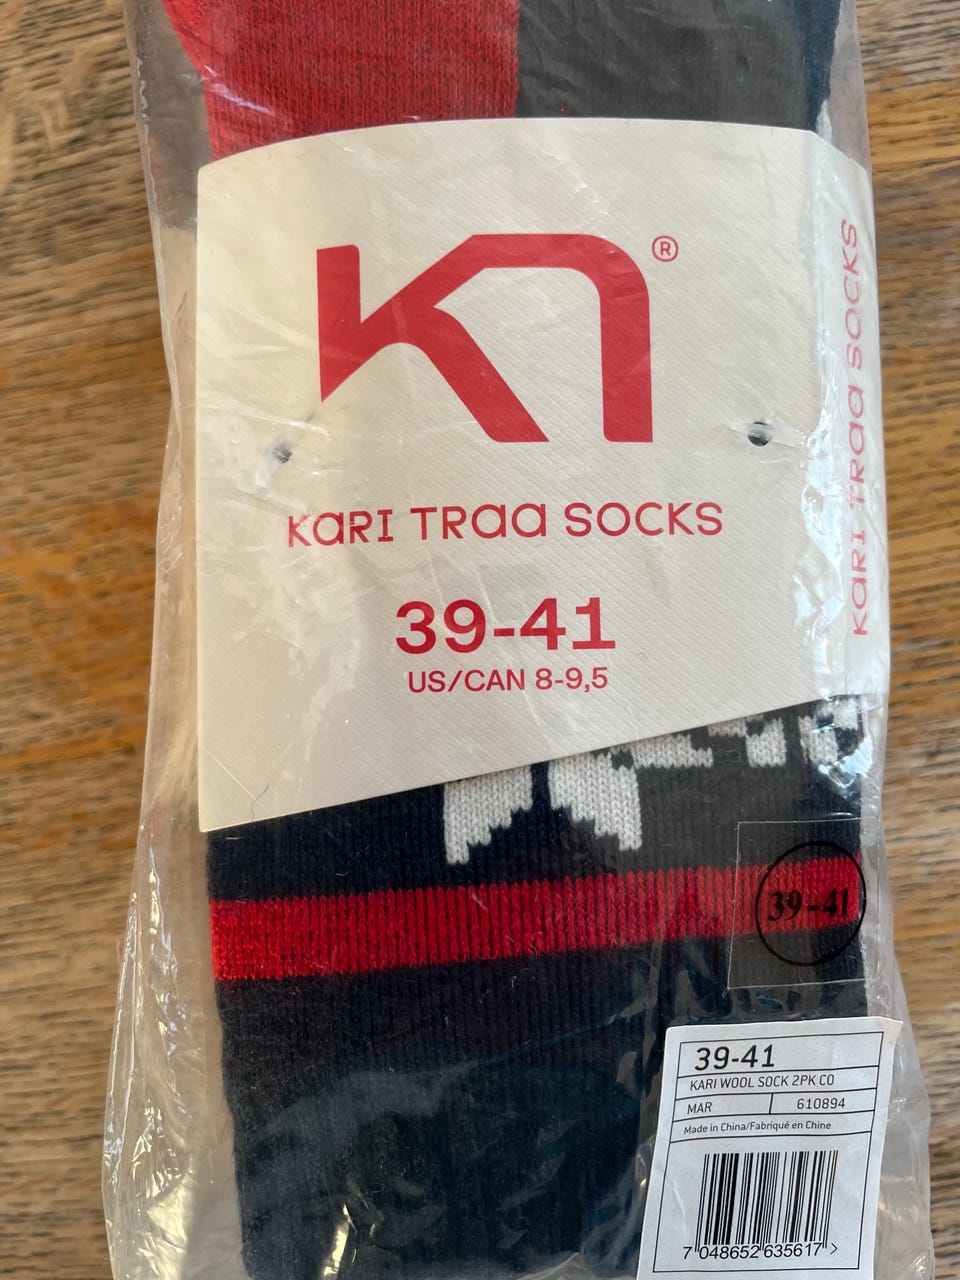 KT®
KARI TRAA SOCKS
39-41
US/CAN 8-9,5
KARI TRAA SOCKS
39-41
39-41
KARI WOOL SOCK 2PK CO
MAR 610894
Made in China/Fabriqué en Chine
7 048652 635617 >